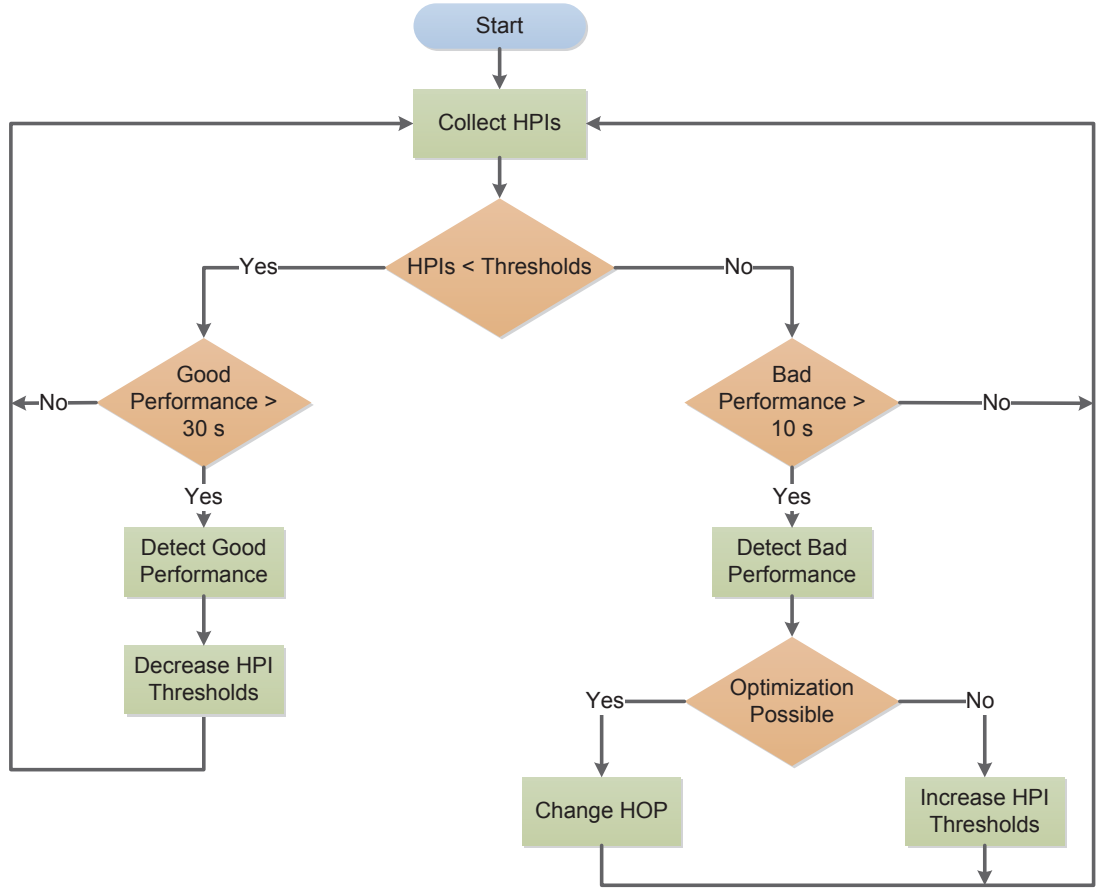 Start
Collect HPIs
HPIs < Thresholds
Yes
No
Good
Performance >
30 s
No
Bad
Performance >
10 s
No
Yes
Yes
Detect Good
Performance
Detect Bad
Performance
Decrease HPI
Thresholds
Optimization
Possible
Yes
No
Change HOP
Increase HPI
Thresholds